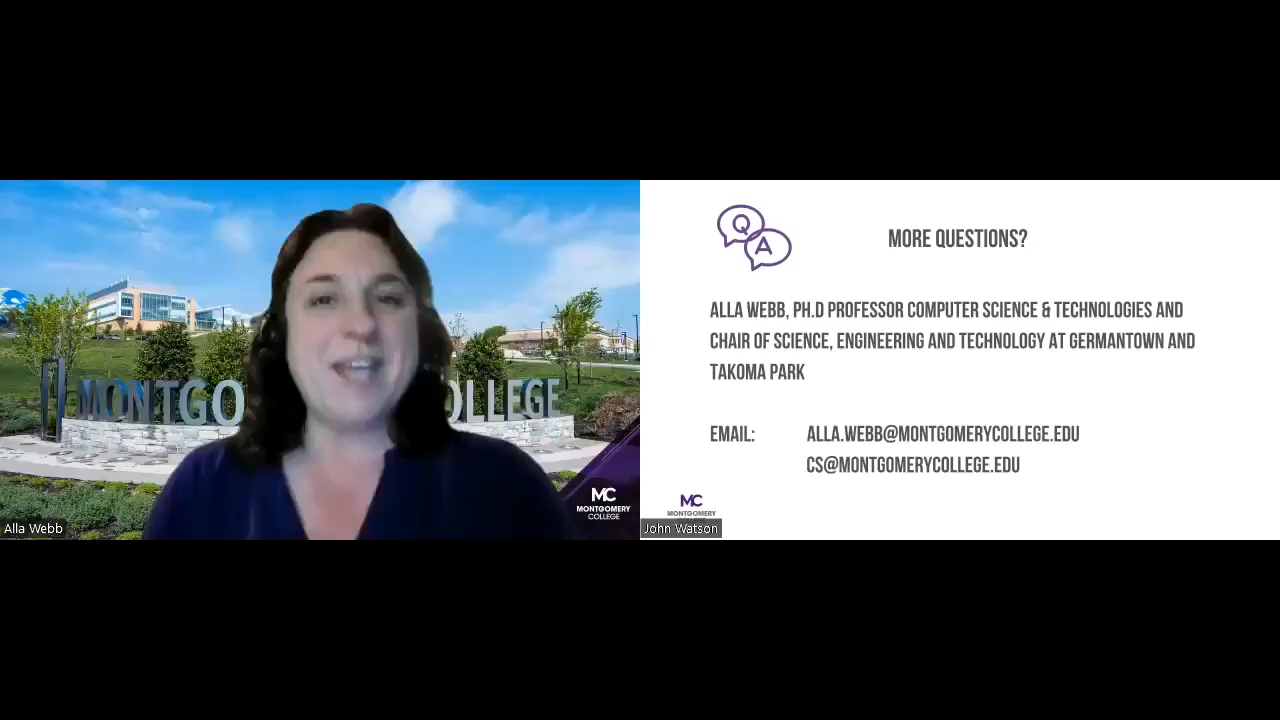 MONTGO OLLEGE
MC
MONTGOMERY
COLLEGE
Alla Webb
Q
A
MORE QUESTIONS?
ALLA WEBB, PH.D PROFESSOR COMPUTER SCIENCE & TECHNOLOGIES AND
CHAIR OF SCIENCE, ENGINEERING AND TECHNOLOGY AT GERMANTOWN AND
TAKOMA PARK
EMAIL: ALLA.WEBB@MONTGOMERYCOLLEGE.EDU
CS@MONTGOMERYCOLLEGE.EDU
MC
MONTGOMERY
John Watson